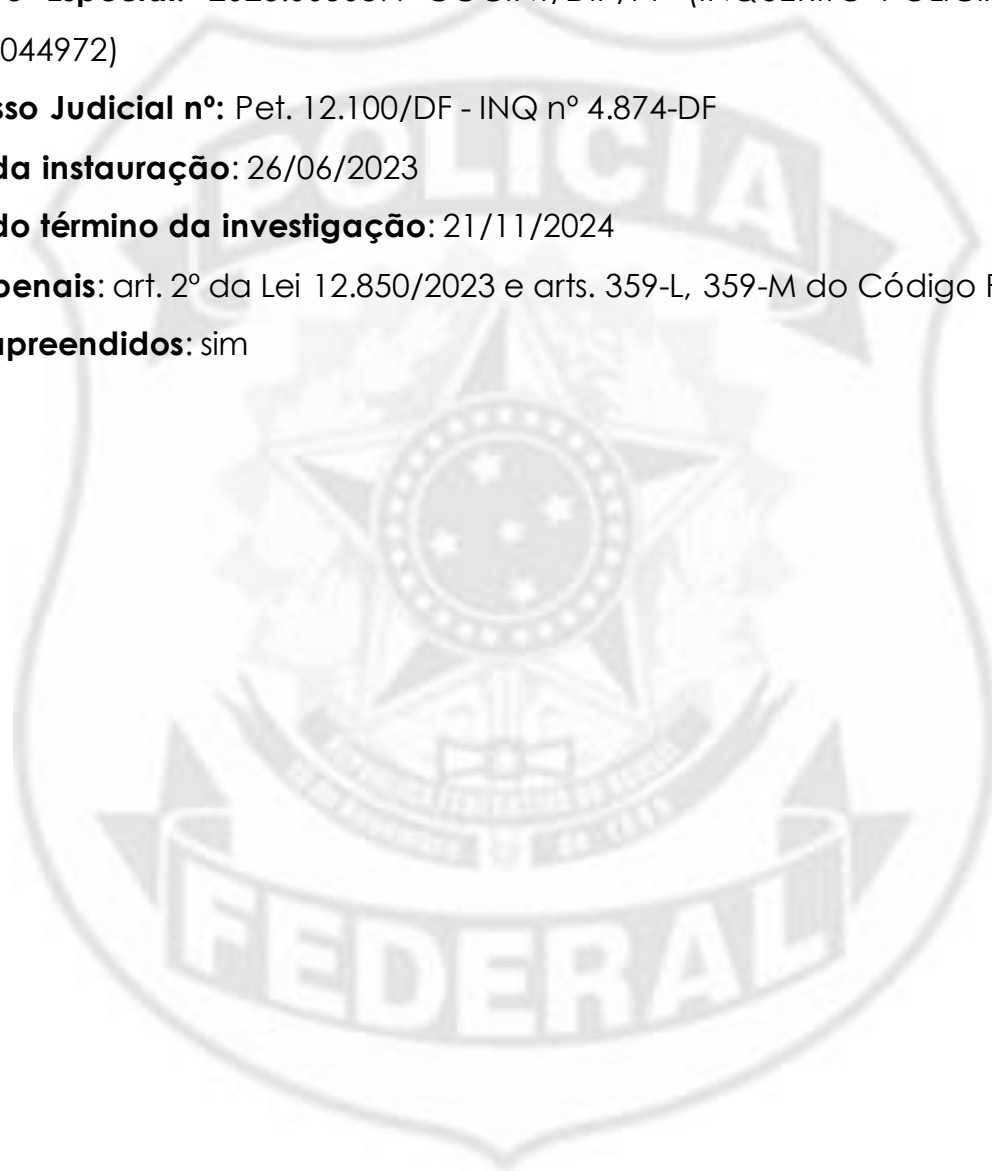 Especial:
044972)
sso Judicial nº: Pet. 12.100/DF - INQ nº 4.874-DF
da instauração: 26/06/2023
do término da investigação: 21/11/2024
penais: art. 2º da Lei 12.850/2023 e arts. 359-L, 359-M do Código
apreendidos: sim
POLICIA
FEDERAL